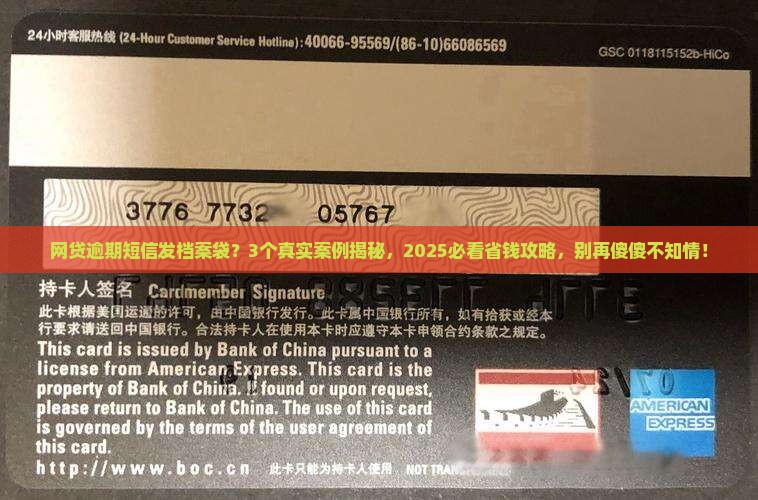 24小时客服热线 (24-Hour Customer Service Hotline):40066-95569/(86-10)66086569
GSC 0118115152b-HiCo
3776 7732 05767
网贷逾期短信发档案袋？3个真实案例揭秘，2025必看省钱攻略，别再傻傻不知情！
持卡人签名 Cardmember Signature
此卡根据美国运通的许可，由中国银行发行。此卡属中国银行所有，如有拾获或经本
行要求请送回中国银行。合法持卡人在使用本卡时应遵守本卡申领合约条款之规定。
This card is issued by Bank of China pursuant to a
license from American Express. This card is the
property of Bank of China. If found or upon request,
please return to Bank of China. The use of this card
is governed by the terms of the user agreement of
this card.
AMERICAN
EXPRESS
http://www.boc.cn 此卡只能为持卡人使用 NOT